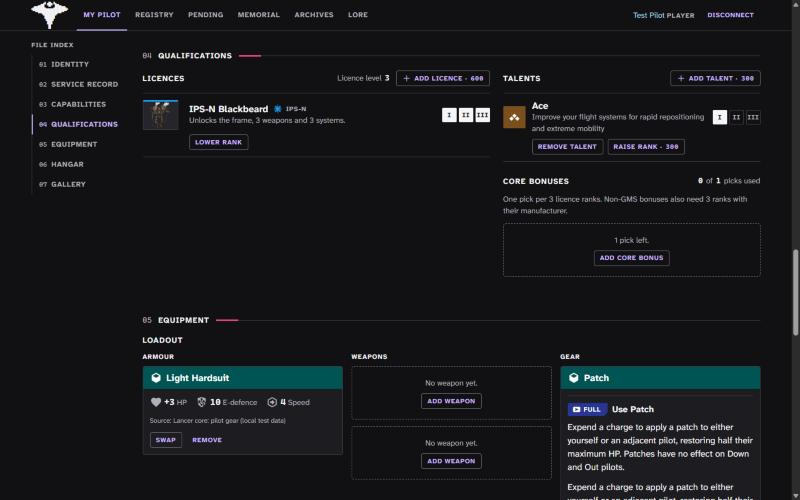 MY PILOT
REGISTRY
PENDING
MEMORIAL
ARCHIVES
LORE
Test Pilot PLAYER
DISCONNECT
FILE INDEX
01 IDENTITY
02 SERVICE RECORD
03 CAPABILITIES
04 QUALIFICATIONS
05 EQUIPMENT
06 HANGAR
07 GALLERY
04 QUALIFICATIONS
LICENCES
Licence level 3
+ ADD LICENCE · 600
IPS-N Blackbeard IPS-N
Unlocks the frame, 3 weapons and 3 systems.
I II III
LOWER RANK
TALENTS
+ ADD TALENT · 300
Ace
Improve your flight systems for rapid repositioning
and extreme mobility
I II III
REMOVE TALENT
RAISE RANK · 300
CORE BONUSES
0 of 1 picks used
One pick per 3 licence ranks. Non-GMS bonuses also need 3 ranks with
their manufacturer.
1 pick left.
ADD CORE BONUS
05 EQUIPMENT
LOADOUT
ARMOUR
Light Hardsuit
+3 HP 10 E-defence 4 Speed
Source: Lancer core: pilot gear (local test data)
SWAP
REMOVE
WEAPONS
No weapon yet.
ADD WEAPON
No weapon yet.
ADD WEAPON
GEAR
Patch
FULL Use Patch
Expend a charge to apply a patch to either
yourself or an adjacent pilot, restoring half their
maximum HP. Patches have no effect on Down
and Out pilots.
Expend a charge to apply a patch to either
yourself or an adjacent pilot, restoring half their